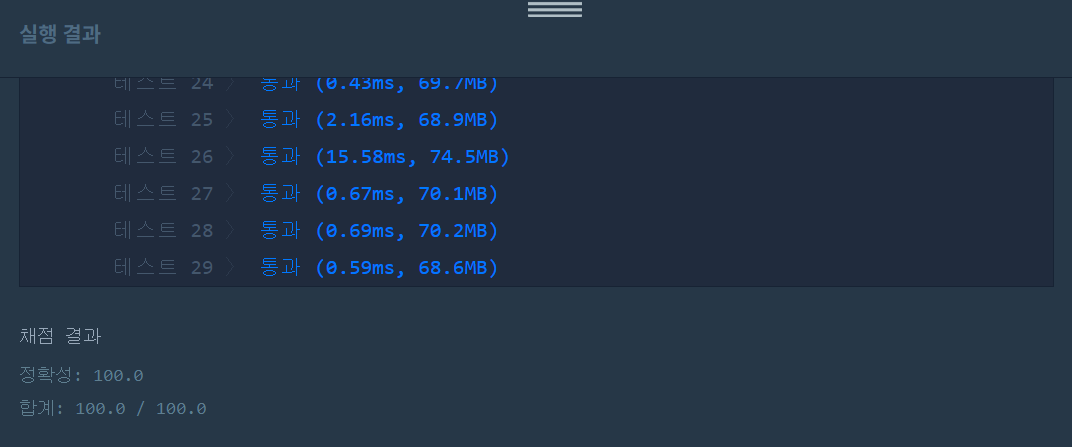 실행 결과
테스트 24 〉 통과 (0.43ms, 69.7MB)
테스트 25 〉 통과 (2.16ms, 68.9MB)
테스트 26 〉 통과 (15.58ms, 74.5MB)
테스트 27 〉 통과 (0.67ms, 70.1MB)
테스트 28 〉 통과 (0.69ms, 70.2MB)
테스트 29 〉 통과 (0.59ms, 68.6MB)
채점 결과
정확성: 100.0
합계: 100.0 / 100.0